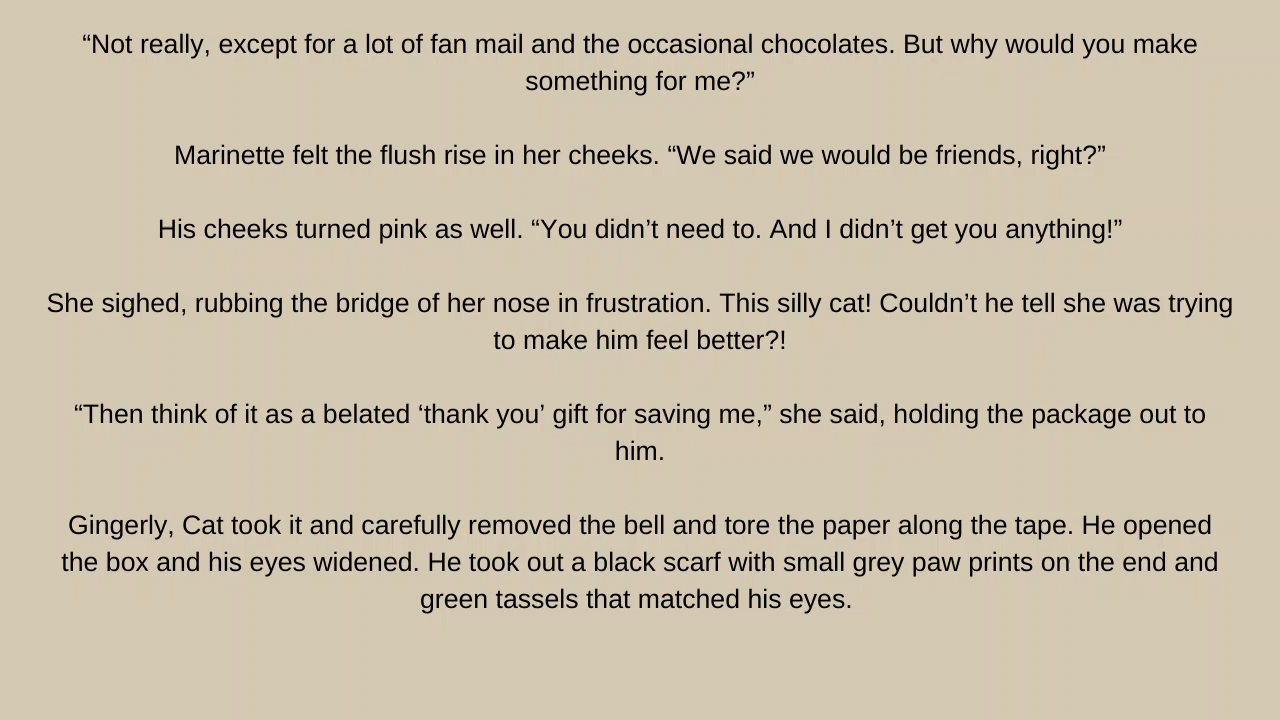 “Not really, except for a lot of fan mail and the occasional chocolates. But why would you make
something for me?”
Marinette felt the flush rise in her cheeks. “We said we would be friends, right?”
His cheeks turned pink as well. “You didn’t need to. And I didn’t get you anything!”
She sighed, rubbing the bridge of her nose in frustration. This silly cat! Couldn’t he tell she was trying
to make him feel better?!
“Then think of it as a belated ‘thank you’ gift for saving me,” she said, holding the package out to
him.
Gingerly, Cat took it and carefully removed the bell and tore the paper along the tape. He opened
the box and his eyes widened. He took out a black scarf with small grey paw prints on the end and
green tassels that matched his eyes.